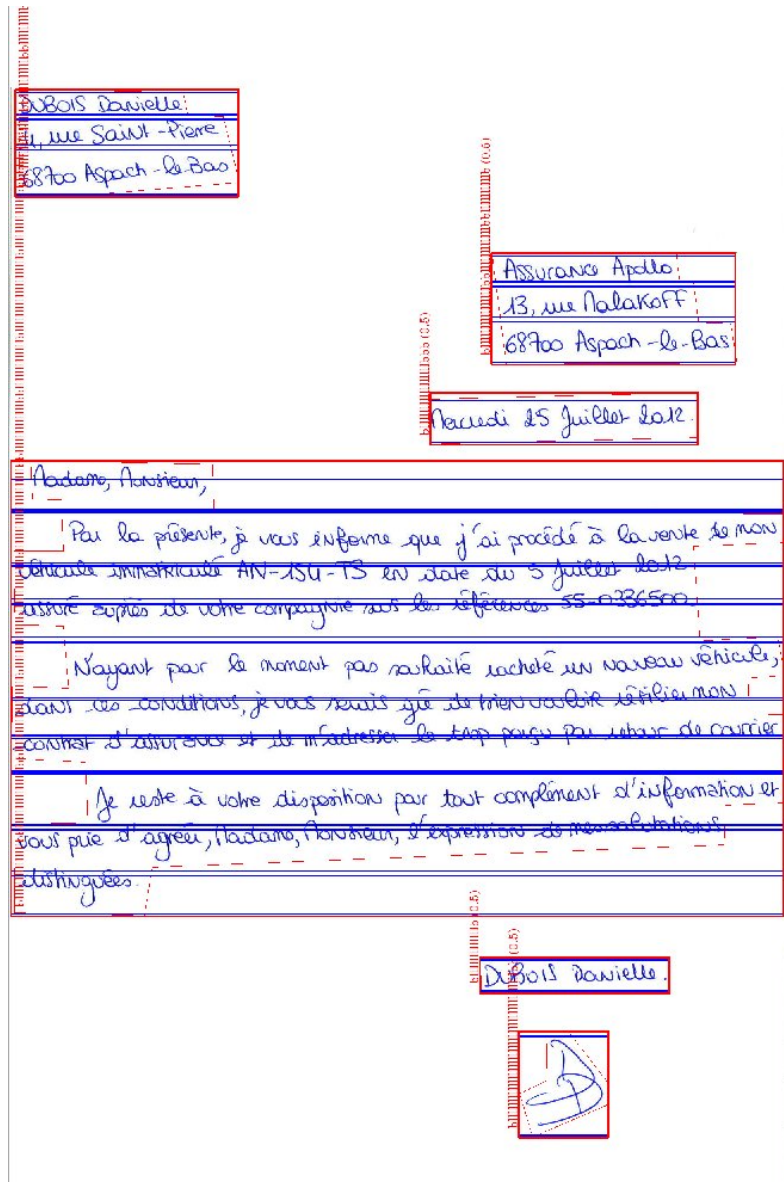 DUBOIS Danielle
4, rue Saint-Pierre
68700 Aspach-le-Bas
Assurance Apollo
13, rue Malakoff
68700 Aspach-le-Bas
Mercredi 25 Juillet 2012.
Madame, Monsieur,
Par la présente, je vous informe que j'ai procédé à la vente de mon
véhicule immatriculé AN-154-TS en date du 5 juillet 2012
assuré auprès de votre compagnie sus les références 55-0336500.
N'ayant pour le moment pas souhaité racheté un nouveau véhicule,
dans ces conditions, je vous serais gré de bien vouloir résilier mon
contrat d'assurance et de m'adresser le trop perçu par retour de courrier
Je reste à votre disposition par tout complément d'information et
vous prie d'agréer, Madame, Monsieur, l'expression de mes salutations
distinguées.
DUBOIS Danielle.